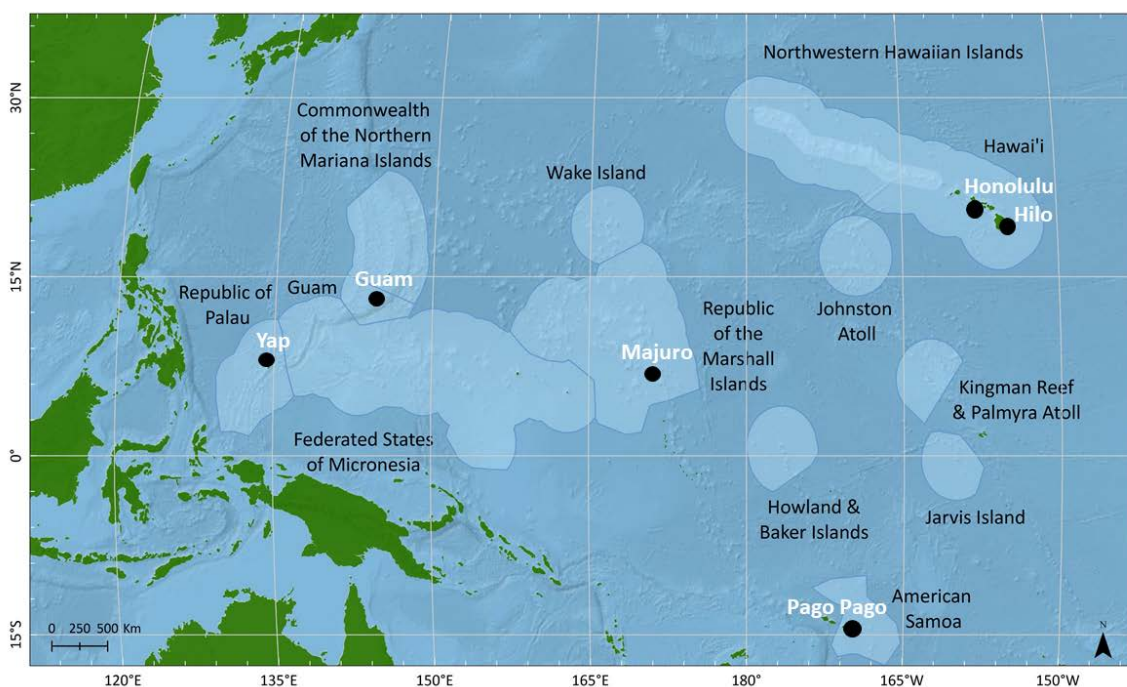 Northwestern Hawaiian Islands
30°N
Commonwealth
of the Northern
Mariana Islands
Hawai'i
Wake Island
Honolulu
Hilo
15°N
Guam
Guam
Republic of
Palau
Johnston
Atoll
Republic
of the
Marshall
Islands
Yap
Majuro
Kingman Reef
& Palmyra Atoll
Federated States
of Micronesia
0°
Howland &
Baker Islands
Jarvis Island
Pago Pago
American
Samoa
15°S
0 250 500 Km
N
120°E
135°E
150°E
165°E
180°
165°W
150°W